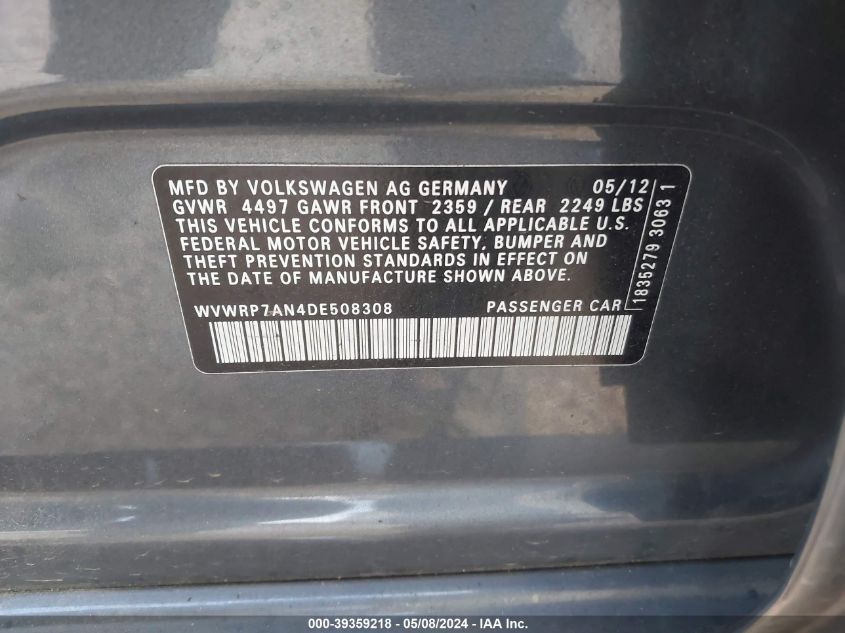 MFD BY VOLKSWAGEN AG GERMANY 05/12
GVWR 4497 GAWR FRONT 2359 / REAR 2249 LBS
THIS VEHICLE CONFORMS TO ALL APPLICABLE U.S.
FEDERAL MOTOR VEHICLE SAFETY, BUMPER AND
THEFT PREVENTION STANDARDS IN EFFECT ON
THE DATE OF MANUFACTURE SHOWN ABOVE.
WVWRP7AN4DE508308 PASSENGER CAR
1835279 30631
000-39359218 - 05/08/2024 - IAA Inc.